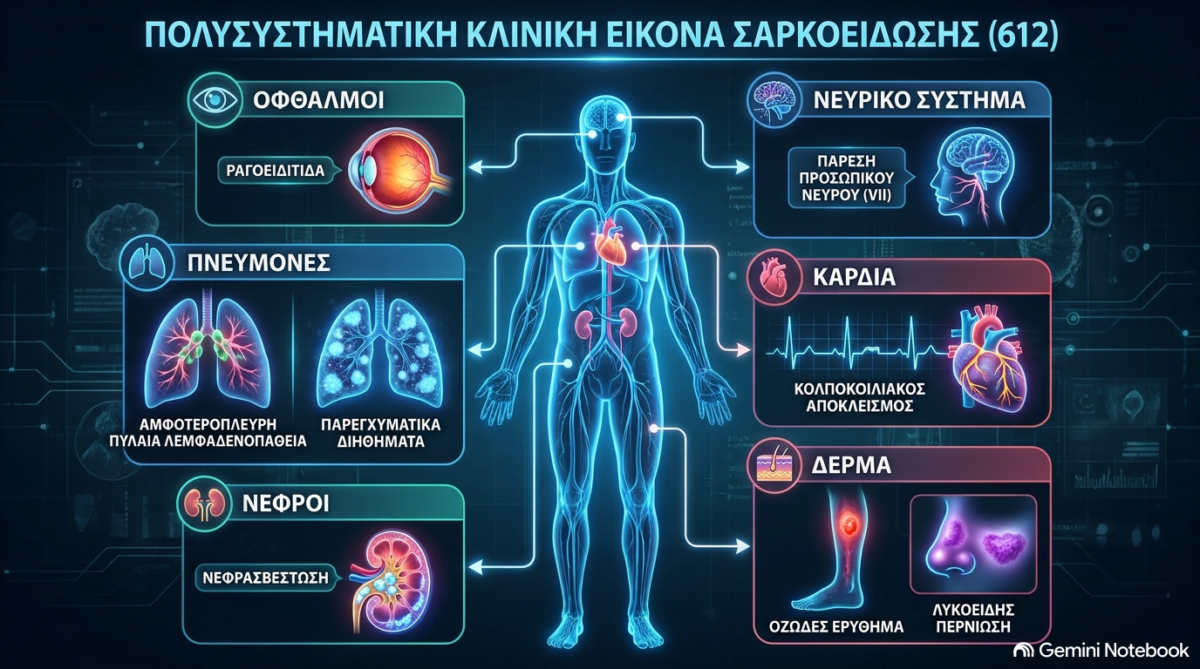 ΠΟΛΥΣΥΣΤΗΜΑΤΙΚΗ ΚΛΙΝΙΚΗ ΕΙΚΟΝΑ ΣΑΡΚΟΕΙΔΩΣΗΣ (612)
ΟΦΘΑΛΜΟΙ
ΡΑΓΟΕΙΔΙΤΙΔΑ
ΠΝΕΥΜΟΝΕΣ
ΑΜΦΟΤΕΡΟΠΛΕΥΡΗ
ΠΥΛΑΙΑ ΛΕΜΦΑΔΕΝΟΠΑΘΕΙΑ
ΠΑΡΕΓΧΥΜΑΤΙΚΑ
ΔΙΗΘΗΜΑΤΑ
ΝΕΦΡΟΙ
ΝΕΦΡΑΣΒΕΣΤΩΣΗ
ΝΕΥΡΙΚΟ ΣΥΣΤΗΜΑ
ΠΑΡΕΣΗ
ΠΡΟΣΩΠΙΚΟΥ
ΝΕΥΡΟΥ (VII)
ΚΑΡΔΙΑ
ΚΟΛΠΟΚΟΙΛΙΑΚΟΣ
ΑΠΟΚΛΕΙΣΜΟΣ
ΔΕΡΜΑ
ΟΖΩΔΕΣ ΕΡΥΘΗΜΑ
ΛΥΚΟΕΙΔΗΣ
ΠΕΡΝΙΩΣΗ
Gemini Notebook